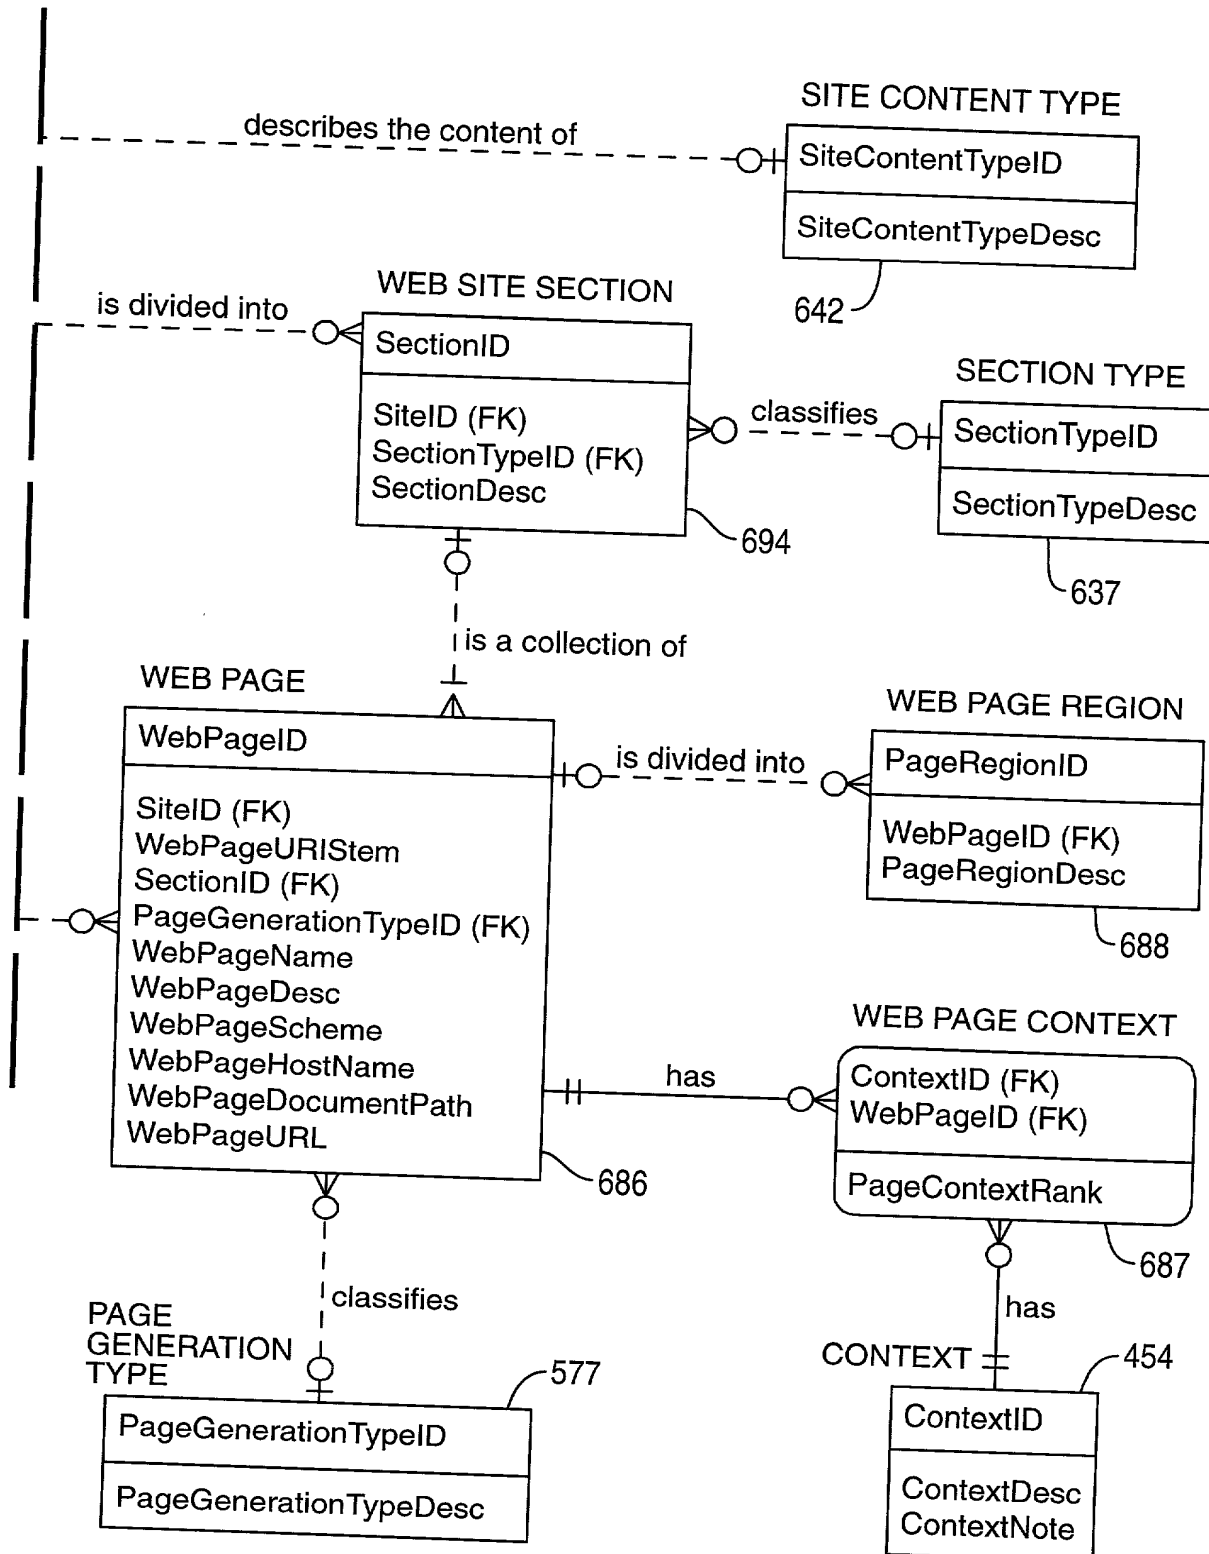 SITE CONTENT TYPE
describes the content of
SiteContentTypeID
SiteContentTypeDesc
642
WEB SITE SECTION
is divided into
SectionID
SiteID (FK)
SectionTypeID (FK)
SectionDesc
694
classifies
SECTION TYPE
SectionTypeID
SectionTypeDesc
637
is a collection of
WEB PAGE
WebPageID
SiteID (FK)
WebPageURIStem
SectionID (FK)
PageGenerationTypeID (FK)
WebPageName
WebPageDesc
WebPageScheme
WebPageHostName
WebPageDocumentPath
WebPageURL
686
is divided into
WEB PAGE REGION
PageRegionID
WebPageID (FK)
PageRegionDesc
688
has
WEB PAGE CONTEXT
ContextID (FK)
WebPageID (FK)
PageContextRank
687
classifies
has
PAGE
GENERATION
TYPE
577
PageGenerationTypeID
PageGenerationTypeDesc
CONTEXT
454
ContextID
ContextDesc
ContextNote